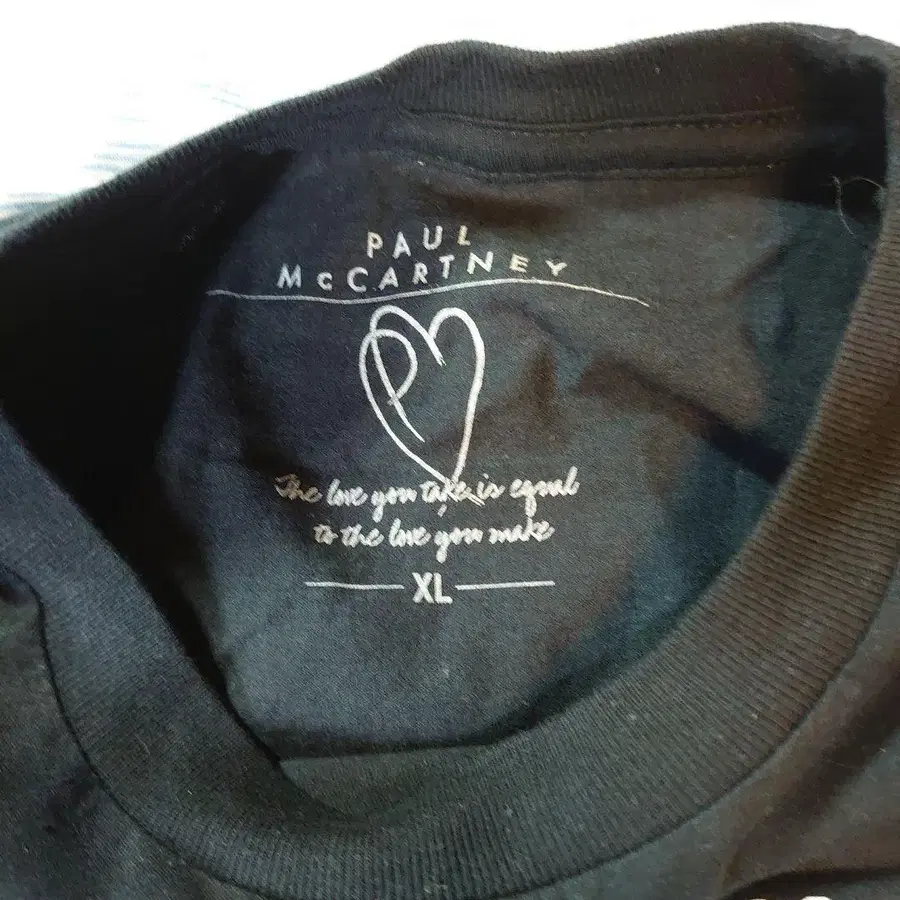 PAUL
McCARTNEY
The love you take is equal
to the love you make
XL